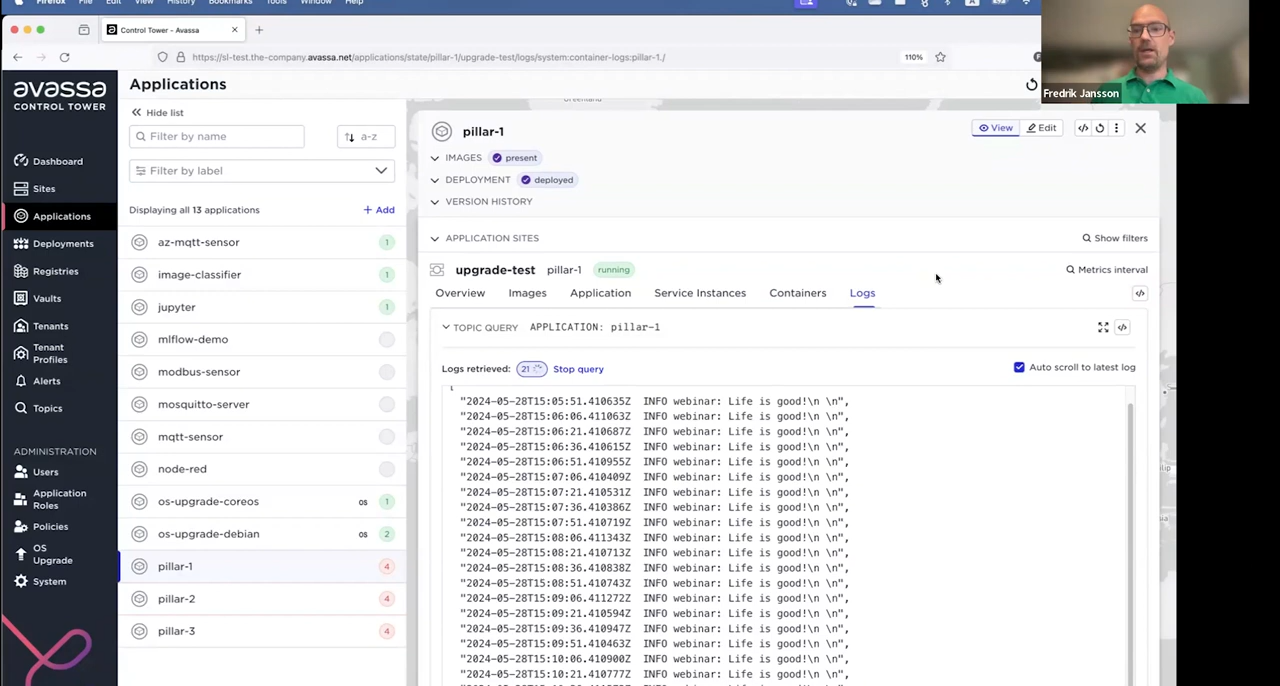 Firefox File Edit View History Bookmarks Tools Window Help
Control Tower - Avassa
https://sl-test.the-company.avassa.net/applications/state/pillar-1/upgrade-test/logs/system:container-logs:pillar-1./
110%
Fredrik Jansson
avassa
CONTROL TOWER
Dashboard
Sites
Applications
Deployments
Registries
Vaults
Tenants
Tenant
Profiles
Alerts
Topics
ADMINISTRATION
Users
Application
Roles
Policies
OS
Upgrade
System
Applications
Hide list
Filter by name
a-z
Filter by label
Displaying all 13 applications
+ Add
az-mqtt-sensor 1
image-classifier 1
jupyter 1
mlflow-demo
modbus-sensor
mosquitto-server
mqtt-sensor
node-red
os-upgrade-coreos os 1
os-upgrade-debian os 2
pillar-1 4
pillar-2 4
pillar-3 4
Greenland
pillar-1
View Edit
IMAGES present
DEPLOYMENT deployed
VERSION HISTORY
APPLICATION SITES
Show filters
upgrade-test pillar-1 running
Metrics interval
Overview Images Application Service Instances Containers Logs
TOPIC QUERY APPLICATION: pillar-1
Logs retrieved: 21 Stop query
Auto scroll to latest log
[
"2024-05-28T15:05:51.410635Z INFO webinar: Life is good!\n \n",
"2024-05-28T15:06:06.411063Z INFO webinar: Life is good!\n \n",
"2024-05-28T15:06:21.410687Z INFO webinar: Life is good!\n \n",
"2024-05-28T15:06:36.410615Z INFO webinar: Life is good!\n \n",
"2024-05-28T15:06:51.410955Z INFO webinar: Life is good!\n \n",
"2024-05-28T15:07:06.410409Z INFO webinar: Life is good!\n \n",
"2024-05-28T15:07:21.410531Z INFO webinar: Life is good!\n \n",
"2024-05-28T15:07:36.410386Z INFO webinar: Life is good!\n \n",
"2024-05-28T15:07:51.410719Z INFO webinar: Life is good!\n \n",
"2024-05-28T15:08:06.411343Z INFO webinar: Life is good!\n \n",
"2024-05-28T15:08:21.410713Z INFO webinar: Life is good!\n \n",
"2024-05-28T15:08:36.410838Z INFO webinar: Life is good!\n \n",
"2024-05-28T15:08:51.410743Z INFO webinar: Life is good!\n \n",
"2024-05-28T15:09:06.411272Z INFO webinar: Life is good!\n \n",
"2024-05-28T15:09:21.410594Z INFO webinar: Life is good!\n \n",
"2024-05-28T15:09:36.410947Z INFO webinar: Life is good!\n \n",
"2024-05-28T15:09:51.410463Z INFO webinar: Life is good!\n \n",
"2024-05-28T15:10:06.410900Z INFO webinar: Life is good!\n \n",
"2024-05-28T15:10:21.410777Z INFO webinar: Life is good!\n \n",